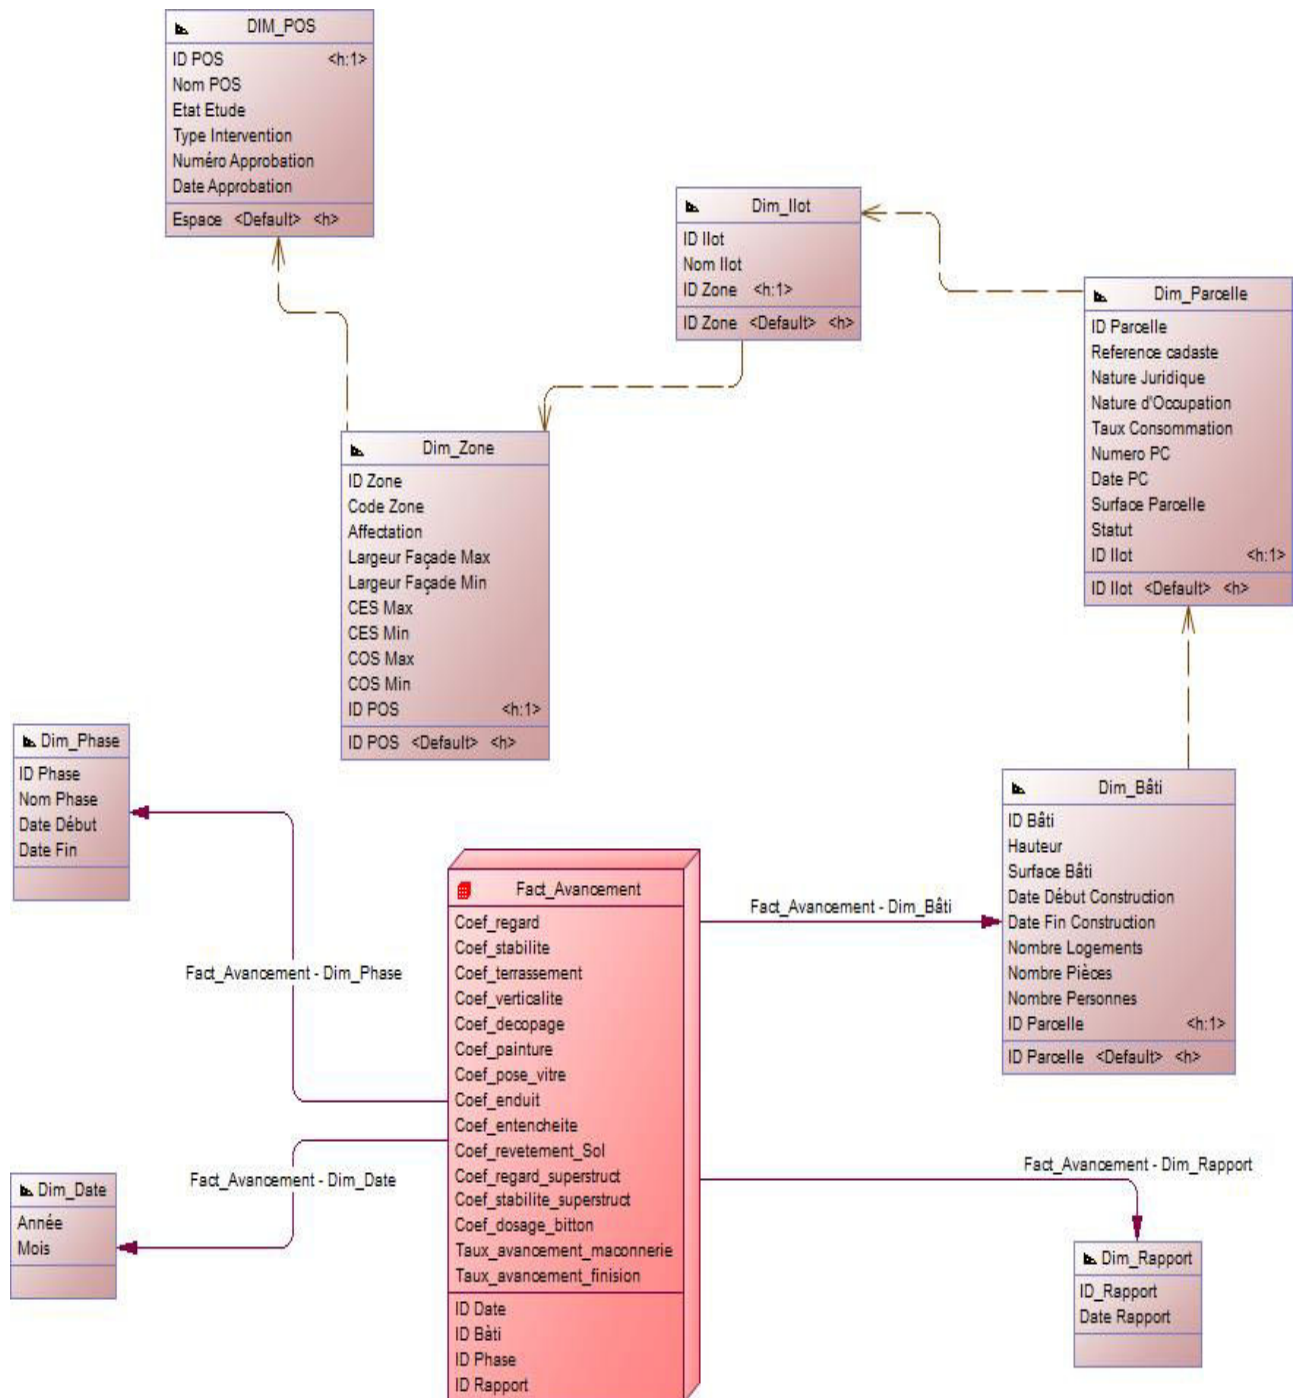 DIM_POS
ID POS <h:1>
Nom POS
Etat Etude
Type Intervention
Numéro Approbation
Date Approbation
Espace <Default> <h>
Dim_Ilot
ID Ilot
Nom Ilot
ID Zone <h:1>
ID Zone <Default> <h>
Dim_Parcelle
ID Parcelle
Reference cadaste
Nature Juridique
Nature d'Occupation
Taux Consommation
Numero PC
Date PC
Surface Parcelle
Statut
ID Ilot <h:1>
ID Ilot <Default> <h>
Dim_Zone
ID Zone
Code Zone
Affectation
Largeur Façade Max
Largeur Façade Min
CES Max
CES Min
COS Max
COS Min
ID POS <h:1>
ID POS <Default> <h>
Dim_Phase
ID Phase
Nom Phase
Date Début
Date Fin
Dim_Bâti
ID Bâti
Hauteur
Surface Bâti
Date Début Construction
Date Fin Construction
Nombre Logements
Nombre Pièces
Nombre Personnes
ID Parcelle <h:1>
ID Parcelle <Default> <h>
Fact_Avancement
Coef_regard
Coef_stabilite
Coef_terrassement
Coef_verticalite
Coef_decopage
Coef_painture
Coef_pose_vitre
Coef_enduit
Coef_entencheite
Coef_revetement_Sol
Coef_regard_superstruct
Coef_stabilite_superstruct
Coef_dosage_bitton
Taux_avancement_maconnerie
Taux_avancement_finision
ID Date
ID Bàti
ID Phase
ID Rapport
Fact_Avancement - Dim_Bâti
Fact_Avancement - Dim_Phase
Fact_Avancement - Dim_Date
Fact_Avancement - Dim_Rapport
Dim_Date
Année
Mois
Dim_Rapport
ID_Rapport
Date Rapport